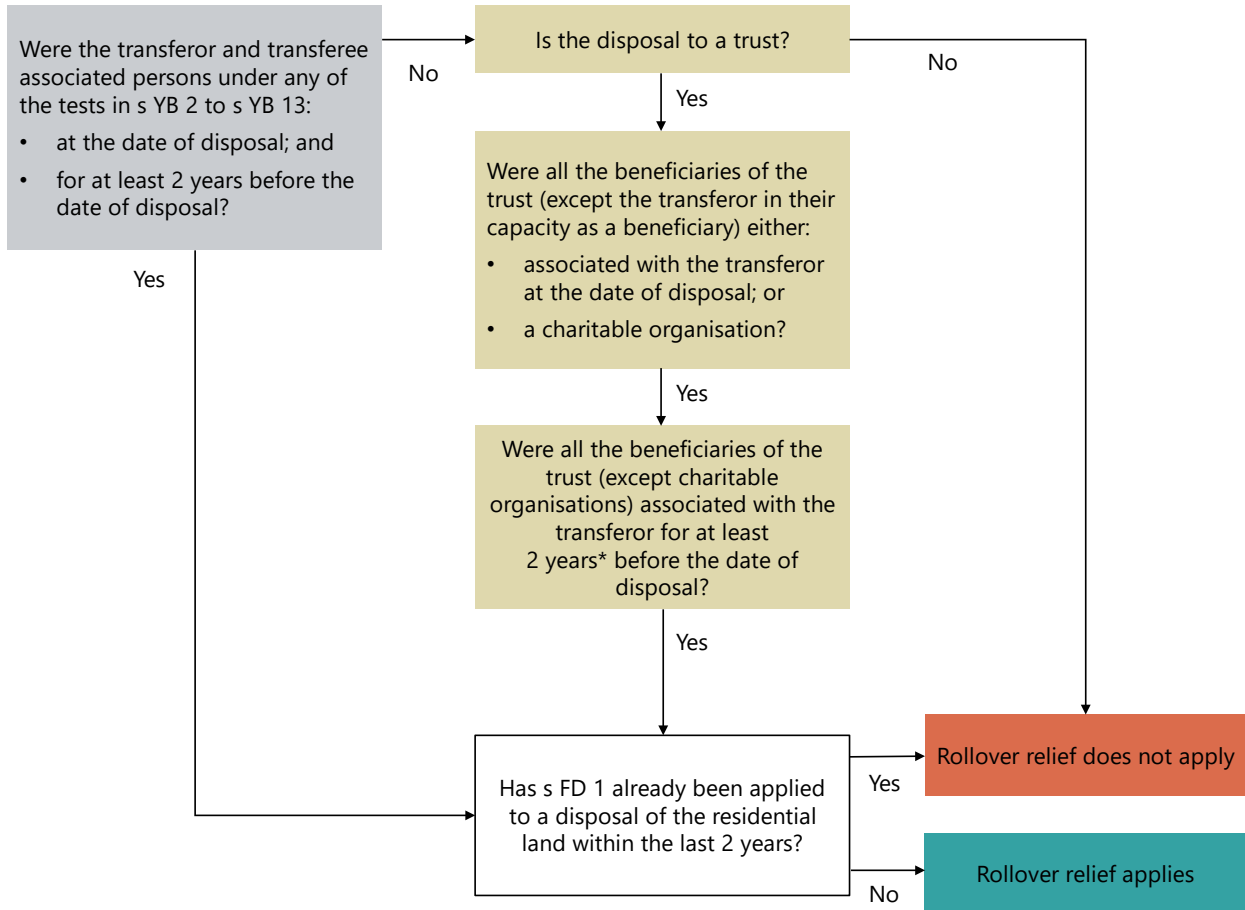 Were the transferor and transferee
associated persons under any of
the tests in s YB 2 to s YB 13:
• at the date of disposal; and
• for at least 2 years before the
date of disposal?
No
Is the disposal to a trust?
No
Yes
Were all the beneficiaries of the
trust (except the transferor in their
capacity as a beneficiary) either:
• associated with the transferor
at the date of disposal; or
• a charitable organisation?
Yes
Yes
Were all the beneficiaries of the
trust (except charitable
organisations) associated with the
transferor for at least
2 years* before the date of
disposal?
Yes
Has s FD 1 already been applied
to a disposal of the residential
land within the last 2 years?
Yes
Rollover relief does not apply
No
Rollover relief applies